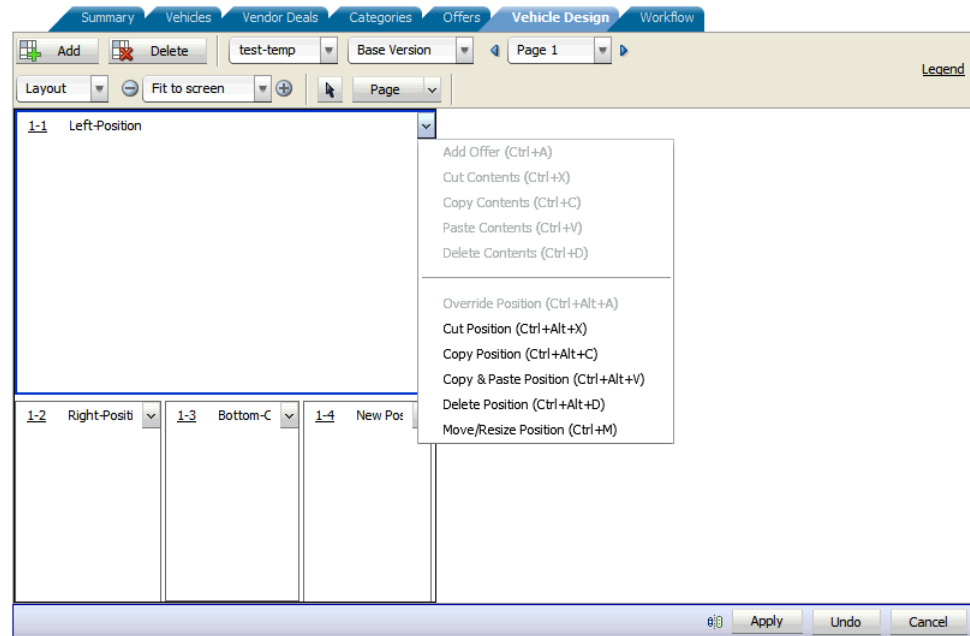 Summary Vehicles Vendor Deals Categories Offers Vehicle Design Workflow
Add Delete test-temp Base Version Page 1
Legend
Layout Fit to screen Page
1-1 Left-Position
Add Offer (Ctrl+A)
Cut Contents (Ctrl+X)
Copy Contents (Ctrl+C)
Paste Contents (Ctrl+V)
Delete Contents (Ctrl+D)
Override Position (Ctrl+Alt+A)
Cut Position (Ctrl+Alt+X)
Copy Position (Ctrl+Alt+C)
Copy & Paste Position (Ctrl+Alt+V)
Delete Position (Ctrl+Alt+D)
Move/Resize Position (Ctrl+M)
1-2 Right-Positi 1-3 Bottom-C 1-4 New Pos
Apply Undo Cancel